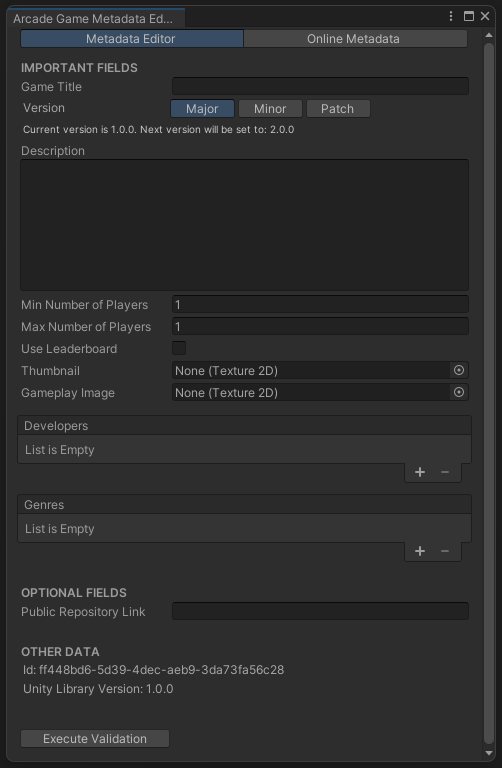 Arcade Game Metadata Ed...
Metadata Editor Online Metadata
IMPORTANT FIELDS
Game Title
Version Major Minor Patch
Current version is 1.0.0. Next version will be set to: 2.0.0
Description
Min Number of Players 1
Max Number of Players 1
Use Leaderboard
Thumbnail None (Texture 2D)
Gameplay Image None (Texture 2D)
Developers
List is Empty
+ −
Genres
List is Empty
+ −
OPTIONAL FIELDS
Public Repository Link
OTHER DATA
Id: ff448bd6-5d39-4dec-aeb9-3da73fa56c28
Unity Library Version: 1.0.0
Execute Validation